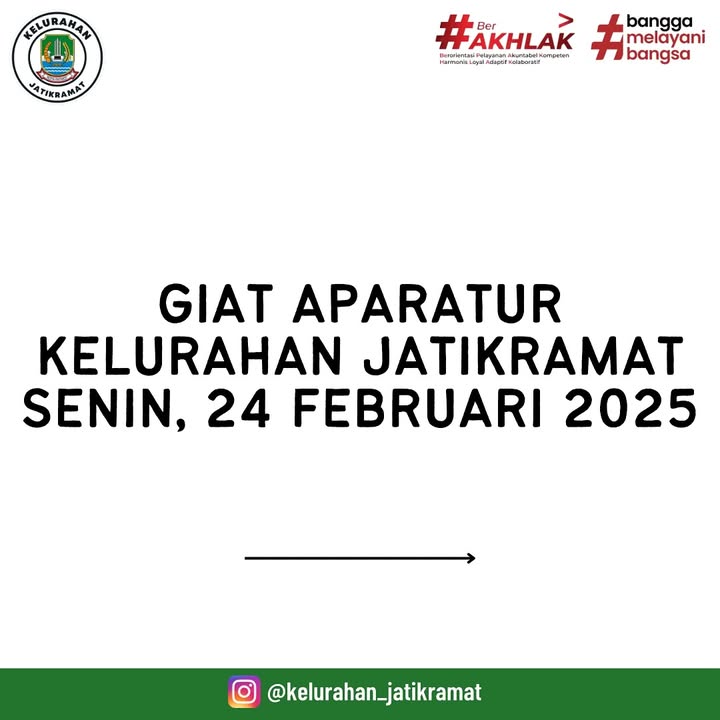 KELURAHAN
JATIKRAMAT
#BerAKHLAK
Berorientasi Pelayanan Akuntabel Kompeten
Harmonis Loyal Adaptif Kolaboratif
#bangga
melayani
bangsa
GIAT APARATUR
KELURAHAN JATIKRAMAT
SENIN, 24 FEBRUARI 2025
@kelurahan_jatikramat